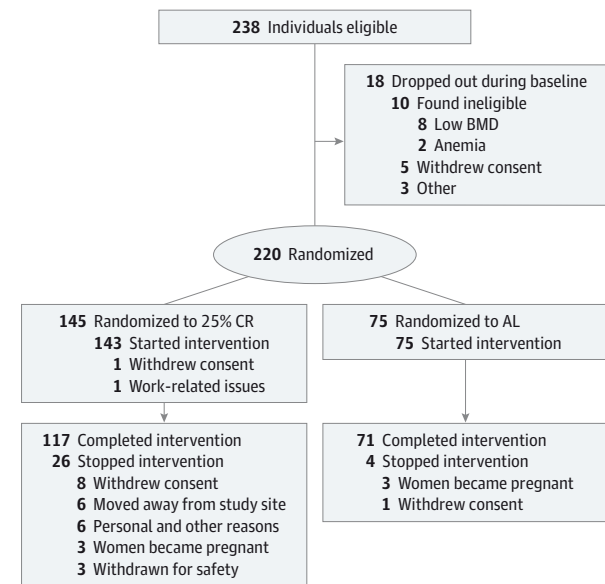 238 Individuals eligible
18 Dropped out during baseline
10 Found ineligible
8 Low BMD
2 Anemia
5 Withdrew consent
3 Other
220 Randomized
145 Randomized to 25% CR
143 Started intervention
1 Withdrew consent
1 Work-related issues
75 Randomized to AL
75 Started intervention
117 Completed intervention
26 Stopped intervention
8 Withdrew consent
6 Moved away from study site
6 Personal and other reasons
3 Women became pregnant
3 Withdrawn for safety
71 Completed intervention
4 Stopped intervention
3 Women became pregnant
1 Withdrew consent